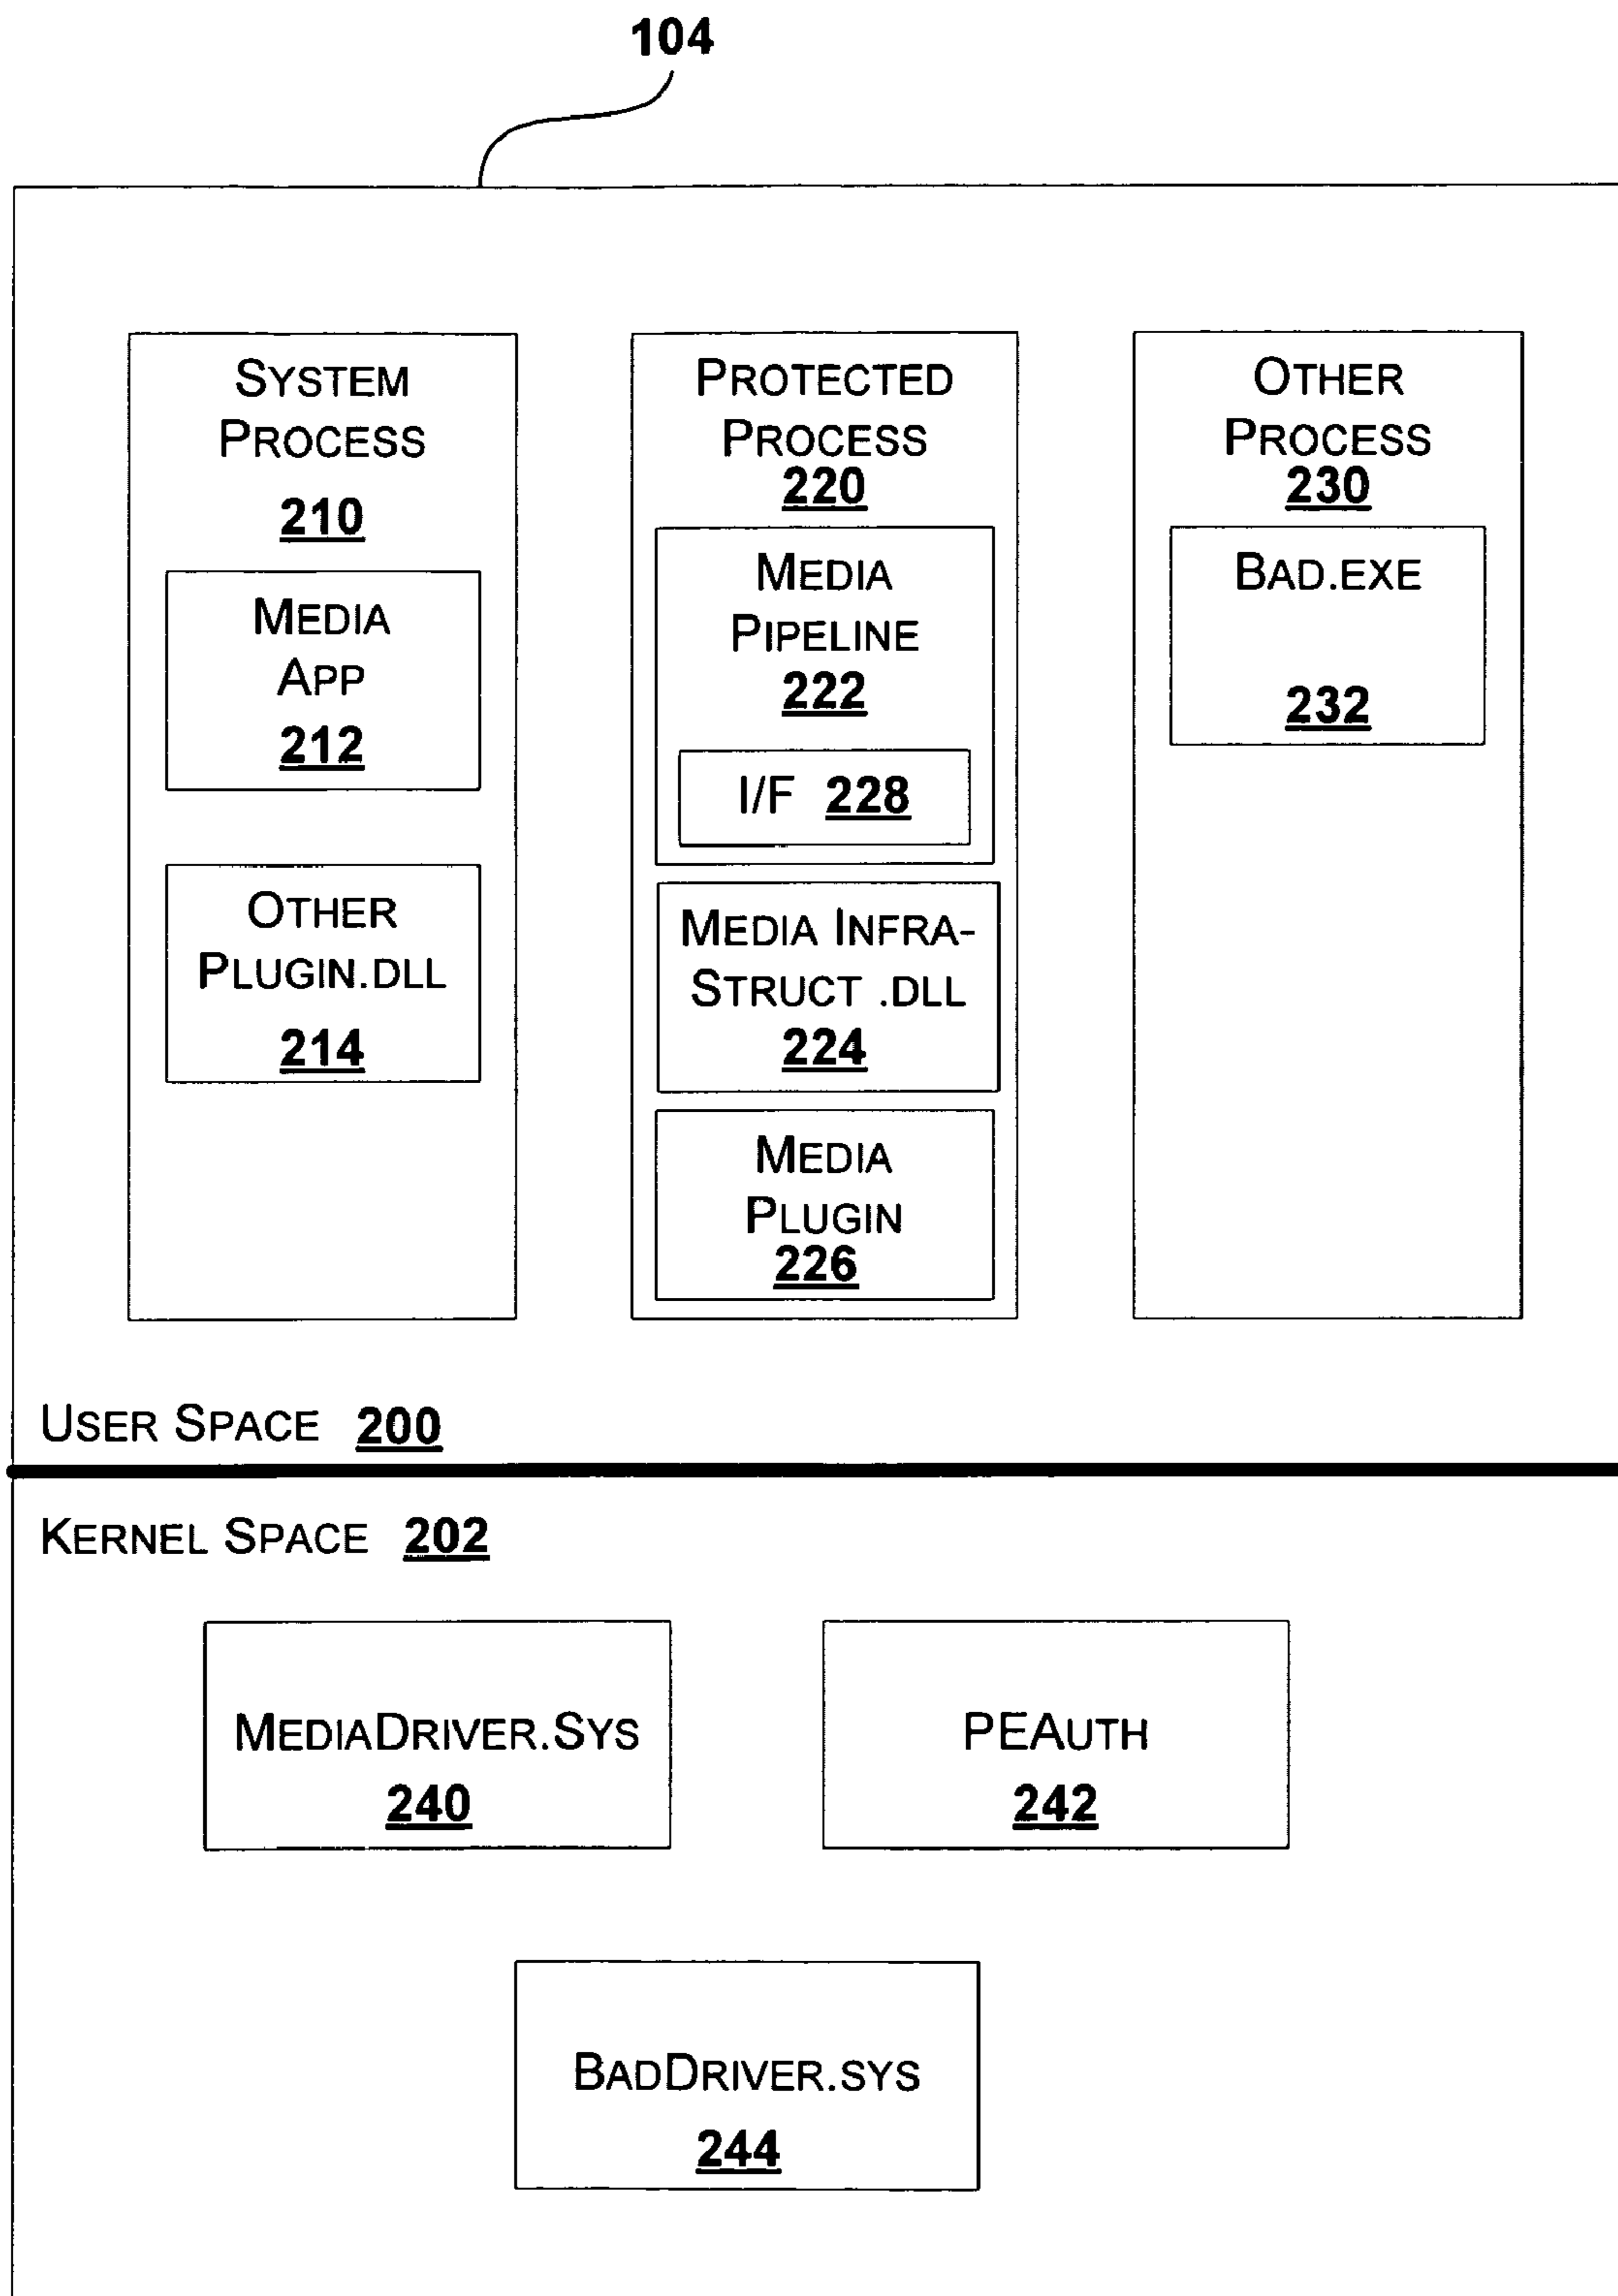 104
SYSTEM
PROCESS
210
MEDIA
APP
212
OTHER
PLUGIN.DLL
214
PROTECTED
PROCESS
220
MEDIA
PIPELINE
222
I/F 228
MEDIA INFRA-
STRUCT .DLL
224
MEDIA
PLUGIN
226
OTHER
PROCESS
230
BAD.EXE
232
USER SPACE 200
KERNEL SPACE 202
MEDIADRIVER.SYS
240
PEAUTH
242
BADDRIVER.SYS
244